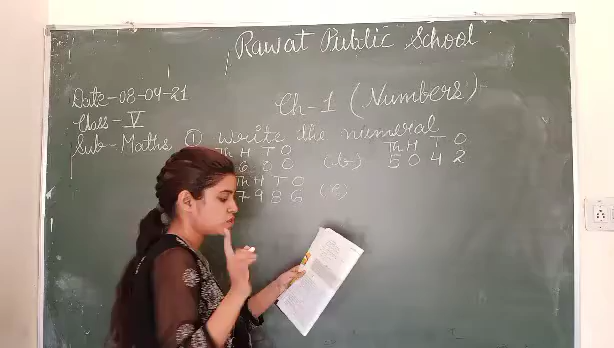 Rawat Public School
Date-08-04-21
Ch-1 (Numbers)
Class-V
Sub-Maths ① Write the numeral
Th H T O
6 2 0 (b) Th H T O
5 0 4 2
Th H T O
7 9 8 6 (c)